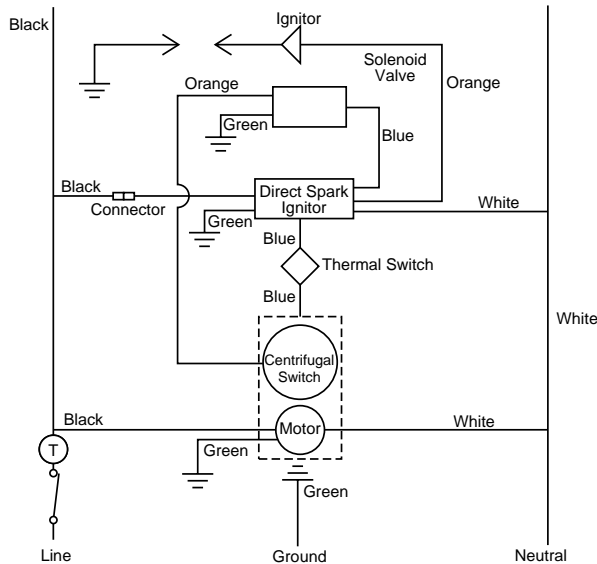 Black
Ignitor
Solenoid
Valve
Orange
Orange
Green
Blue
Black
Connector
Direct Spark
Ignitor
White
Green
Blue
Thermal Switch
Blue
White
Centrifugal
Switch
Black
Motor
White
T
Green
Green
Line
Ground
Neutral